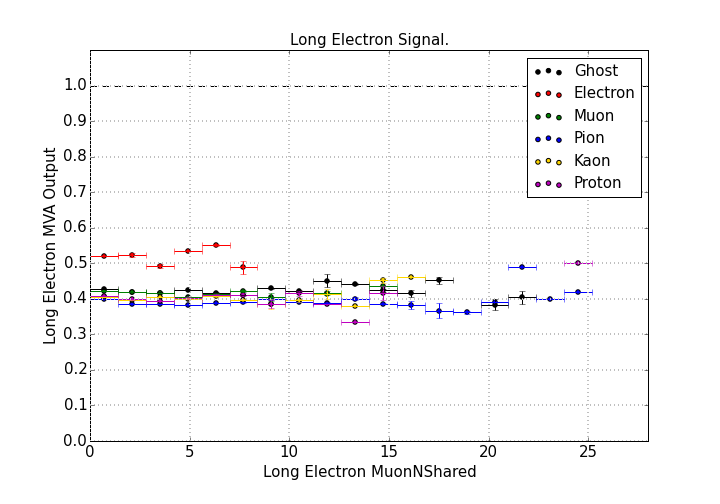 Long Electron Signal.
Ghost
Electron
Muon
Pion
Kaon
Proton
Long Electron MVA Output
1.0
0.9
0.8
0.7
0.6
0.5
0.4
0.3
0.2
0.1
0.0
0 5 10 15 20 25
Long Electron MuonNShared